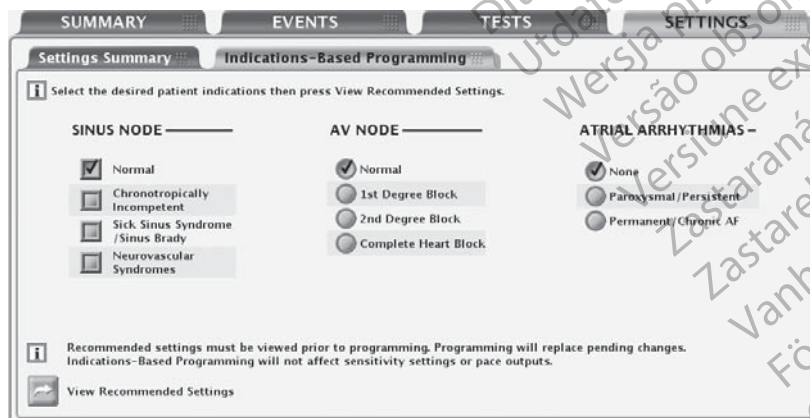 SUMMARY EVENTS TESTS SETTINGS
Settings Summary Indications-Based Programming
i Select the desired patient indications then press View Recommended Settings.
SINUS NODE
Normal
Chronotropically
Incompetent
Sick Sinus Syndrome
/Sinus Brady
Neurovascular
Syndromes
AV NODE
Normal
1st Degree Block
2nd Degree Block
Complete Heart Block
ATRIAL ARRHYTHMIAS
None
Paroxysmal/Persistent
Permanent/Chronic AF
i Recommended settings must be viewed prior to programming. Programming will replace pending changes.
Indications-Based Programming will not affect sensitivity settings or pace outputs.
View Recommended Settings
Wersja
Versão
Versiune